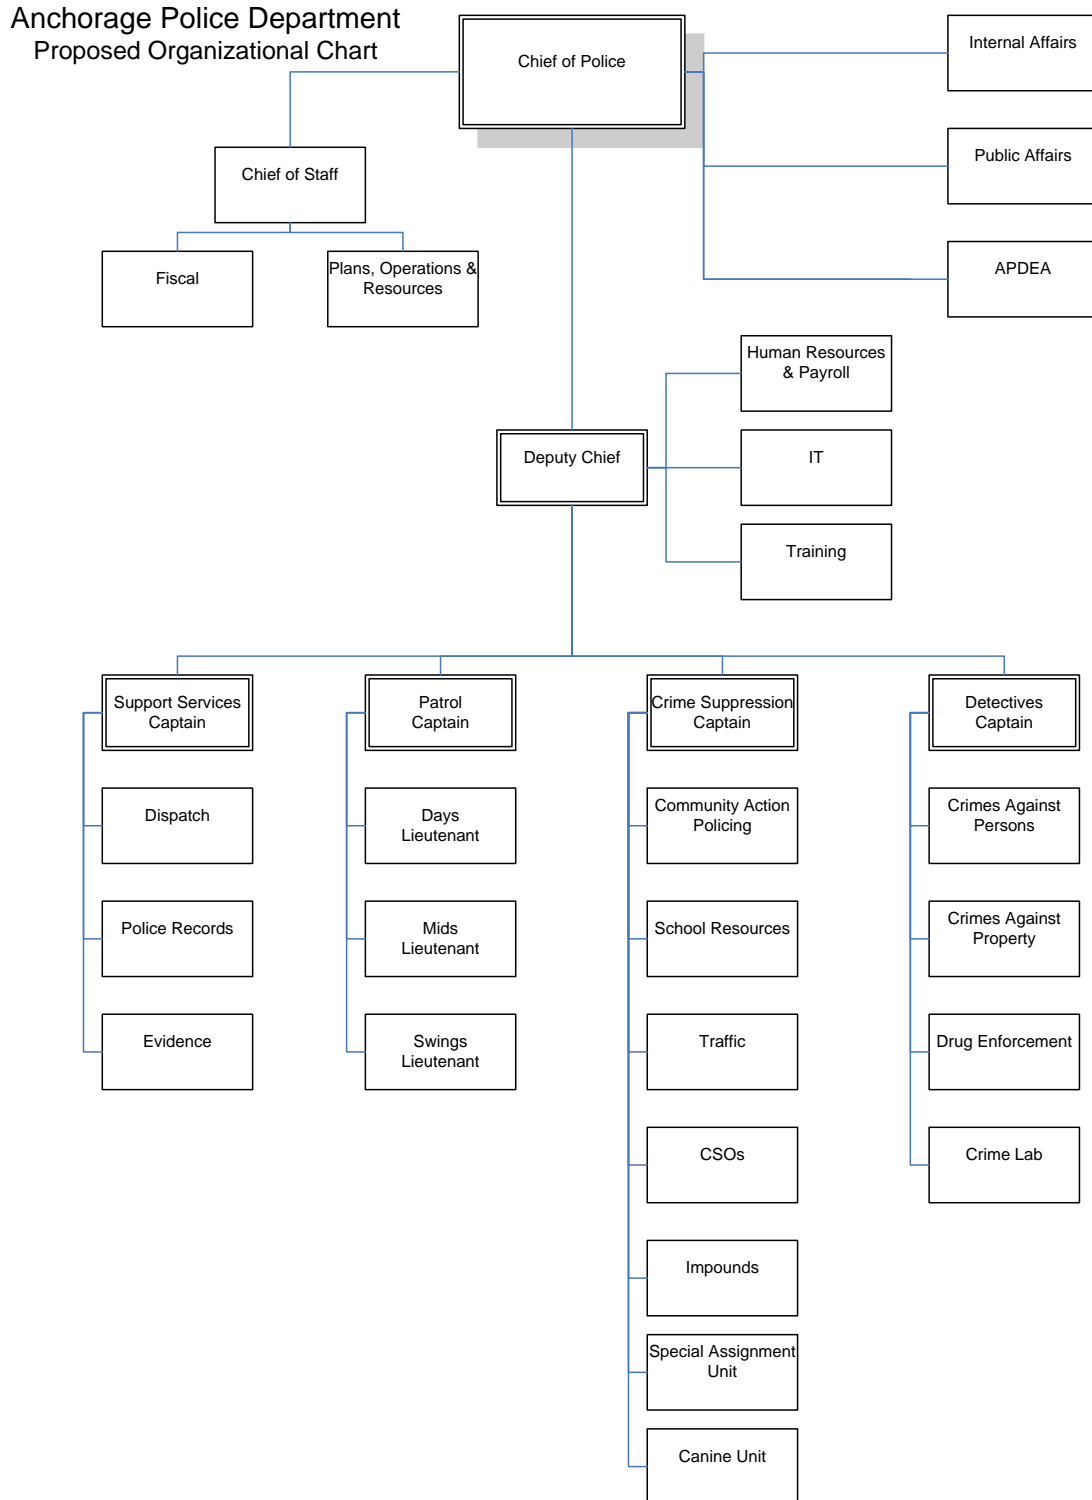 Anchorage Police Department
Proposed Organizational Chart
Chief of Police
Internal Affairs
Public Affairs
APDEA
Chief of Staff
Fiscal
Plans, Operations &
Resources
Human Resources
& Payroll
Deputy Chief
IT
Training
Support Services
Captain
Dispatch
Police Records
Evidence
Patrol
Captain
Days
Lieutenant
Mids
Lieutenant
Swings
Lieutenant
Crime Suppression
Captain
Community Action
Policing
School Resources
Traffic
CSOs
Impounds
Special Assignment
Unit
Canine Unit
Detectives
Captain
Crimes Against
Persons
Crimes Against
Property
Drug Enforcement
Crime Lab